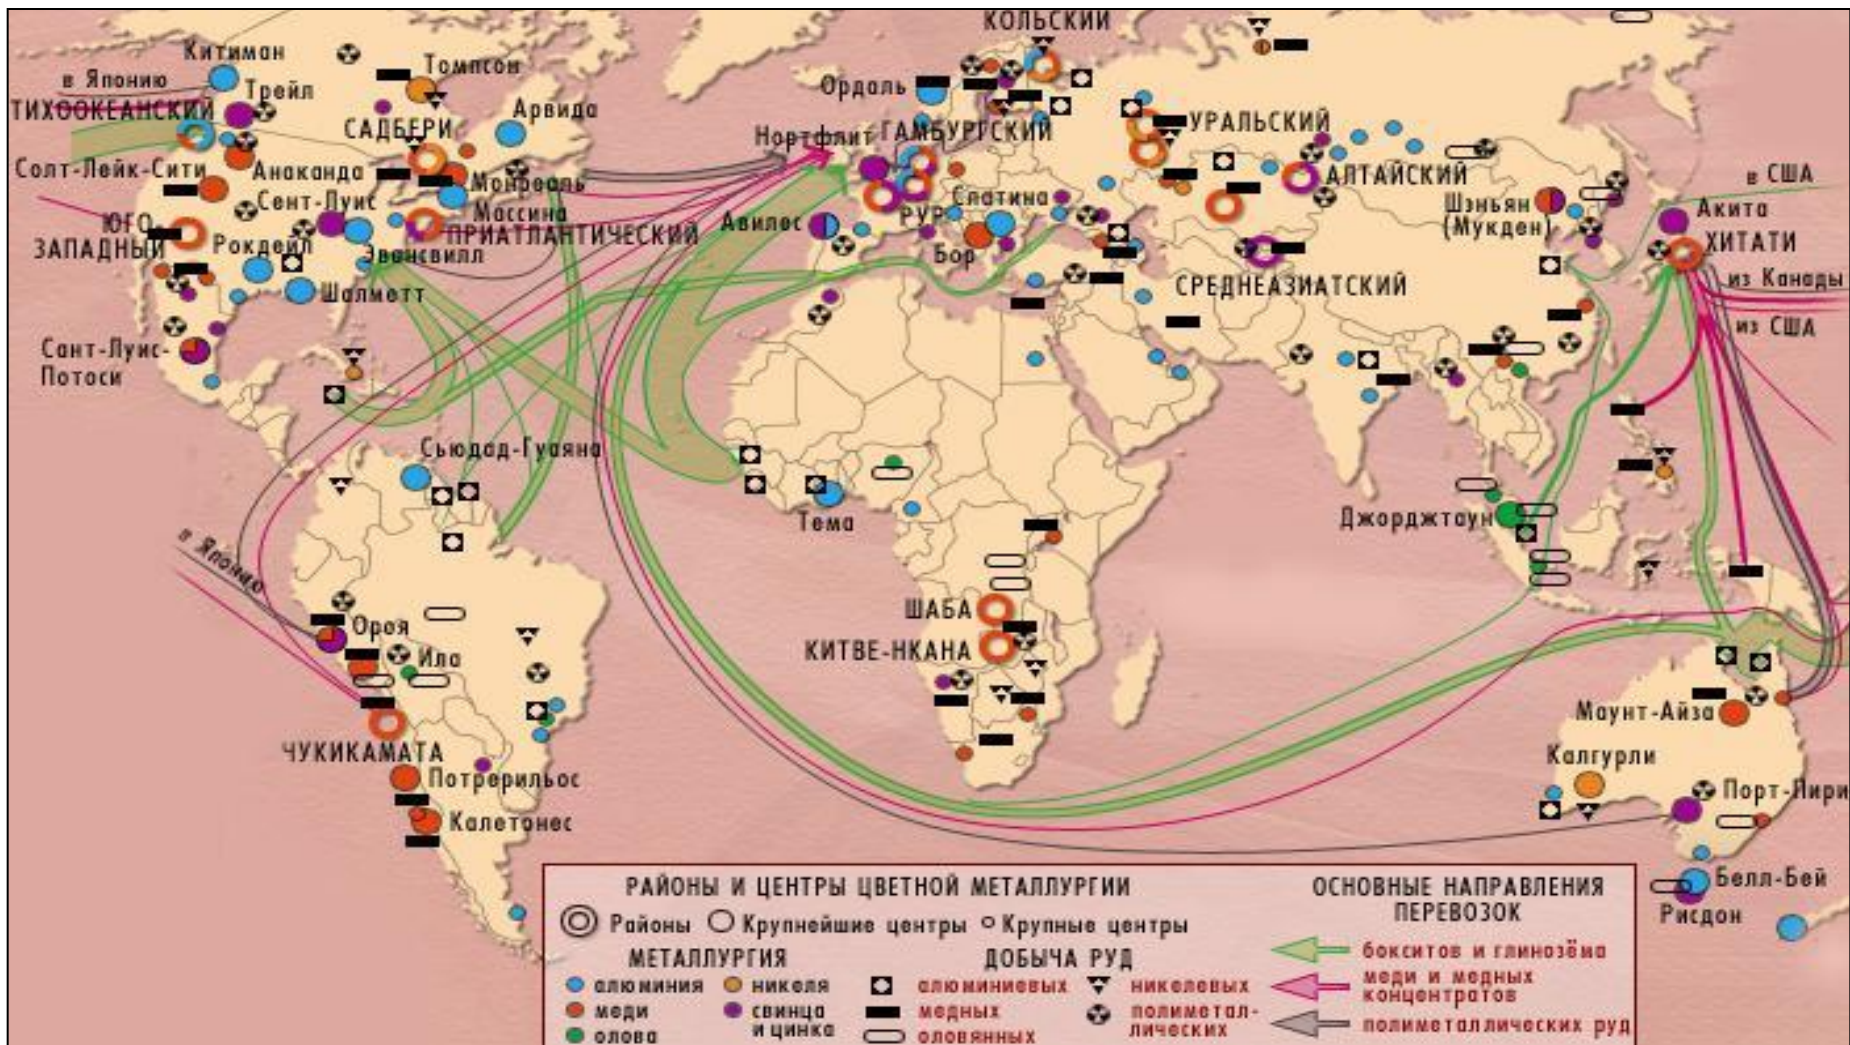 КОЛЬСКИЙ
Китиман
Томпсон
в Японию
Трейл
Ордаль
ТИХООКЕАНСКИЙ
Арвида
САДБЕРИ
Нортфлит
ГАМБУРГСКИЙ
УРАЛЬСКИЙ
Солт-Лейк-Сити
Анаконда
Монреаль
АЛТАЙСКИЙ
в США
Сент-Луис
Массина
Слатина
Шэньян
(Мукден)
Акита
ЮГО-
ЗАПАДНЫЙ
Рокдейл
ПРИАТЛАНТИЧЕСКИЙ
Авилес
РУР
ХИТАТИ
Эвенсвилл
Бор
из Канады
Шалметт
СРЕДНЕАЗИАТСКИЙ
из США
Сант-Луис-
Потоси
Сьюдад-Гуаяна
Тема
Джорджтаун
в Японию
ШАБА
Ороя
КИТВЕ-НКАНА
Ила
Маунт-Айза
ЧУКИКАМАТА
Калгурли
Потрерильос
Порт-Пири
Калетонес
Белл-Бей
Рисдон
РАЙОНЫ И ЦЕНТРЫ ЦВЕТНОЙ МЕТАЛЛУРГИИ
Районы
Крупнейшие центры
Крупные центры
МЕТАЛЛУРГИЯ
алюминия
никеля
меди
свинца
и цинка
олова
ДОБЫЧА РУД
алюминиевых
никелевых
медных
полиметал-
лических
оловянных
ОСНОВНЫЕ НАПРАВЛЕНИЯ
ПЕРЕВОЗОК
бокситов и глинозёма
меди и медных
концентратов
полиметаллических руд